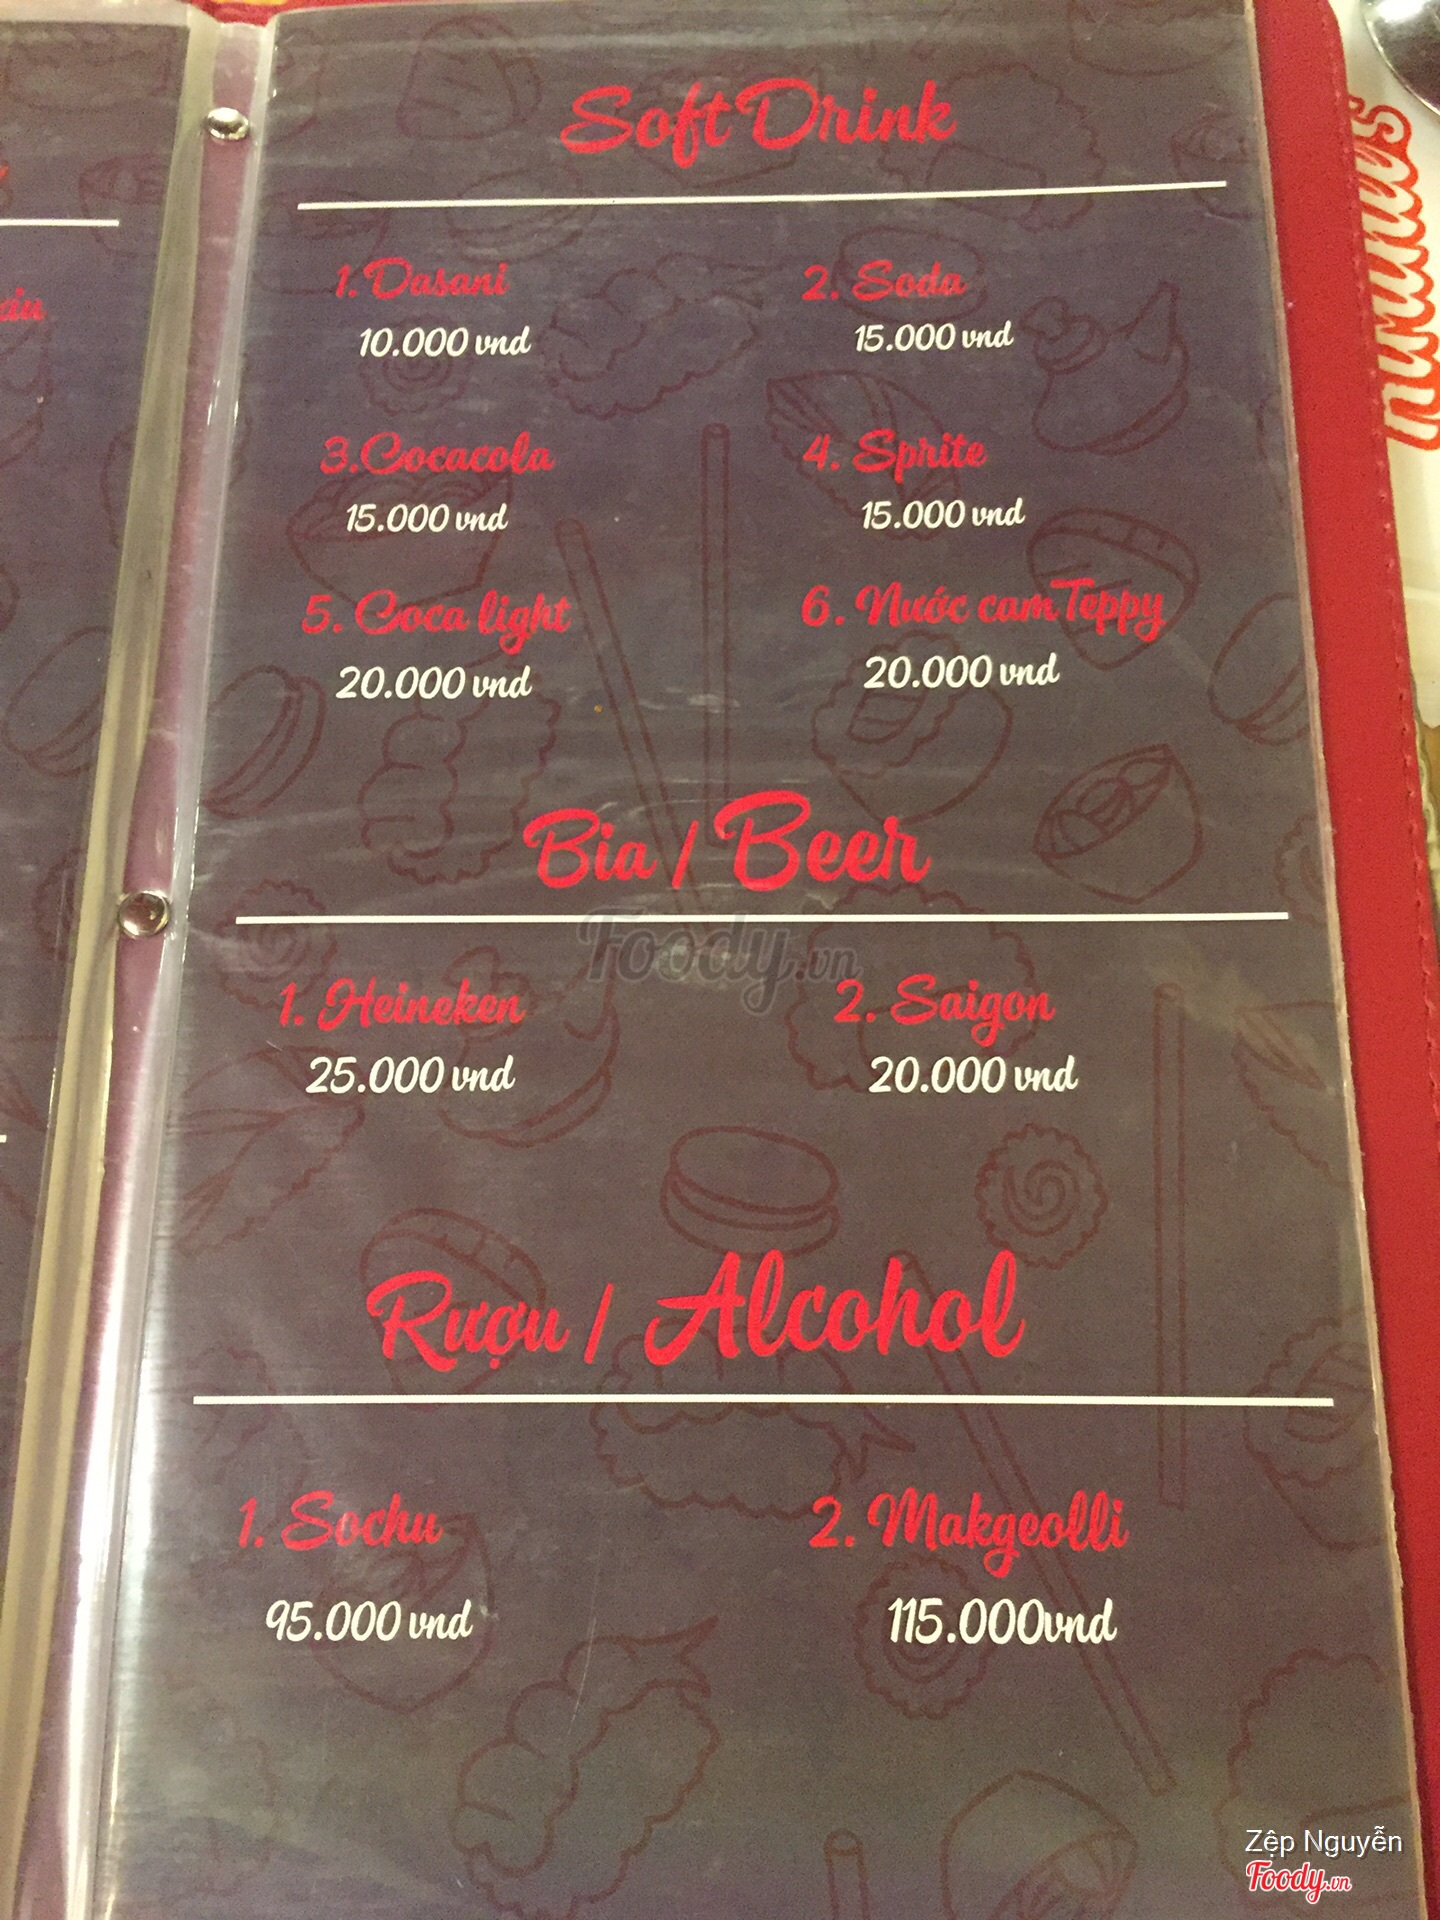 Soft Drink
1. Dasani
10.000 vnd
2. Soda
15.000 vnd
3. Cocacola
15.000 vnd
4. Sprite
15.000 vnd
5. Coca light
20.000 vnd
6. Nước cam Teppy
20.000 vnd
Bia / Beer
Foody.vn
1. Heineken
25.000 vnd
2. Saigon
20.000 vnd
Rượu / Alcohol
1. Sochu
95.000 vnd
2. Makgeolli
115.000vnd
Zệp Nguyễn
Foody.vn